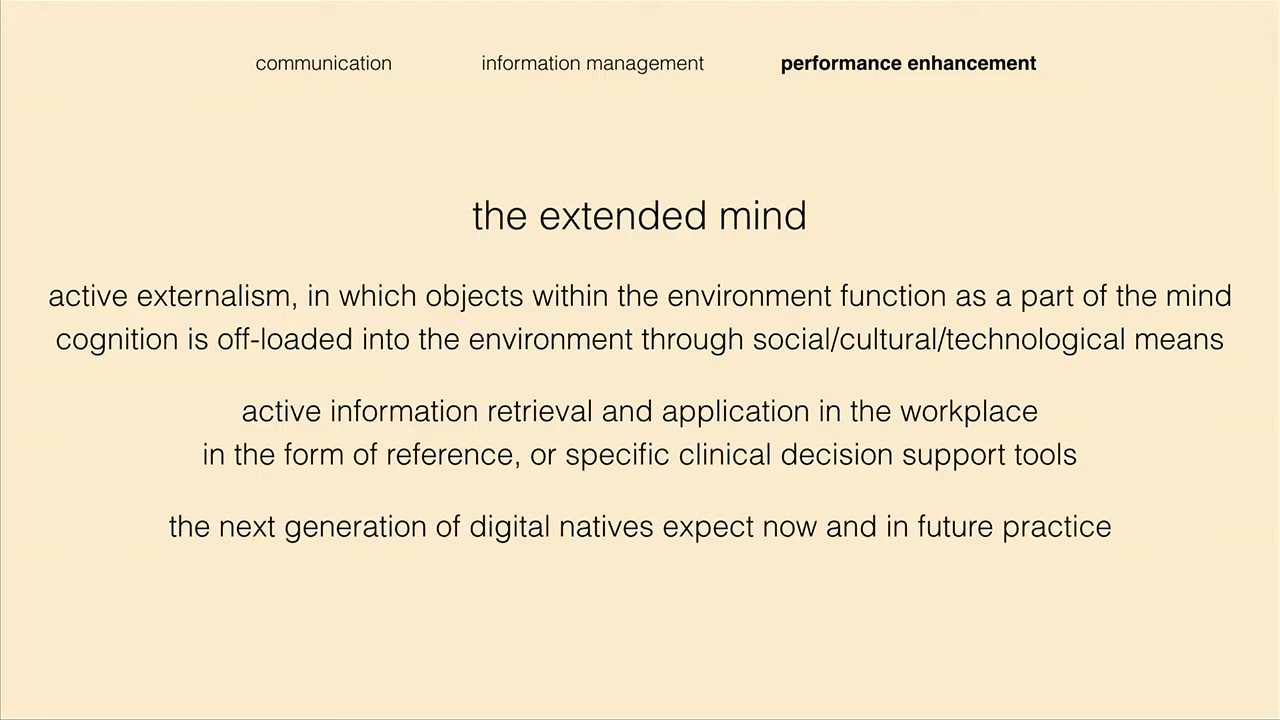 communication information management performance enhancement
the extended mind
active externalism, in which objects within the environment function as a part of the mind
cognition is off-loaded into the environment through social/cultural/technological means
active information retrieval and application in the workplace
in the form of reference, or specific clinical decision support tools
the next generation of digital natives expect now and in future practice